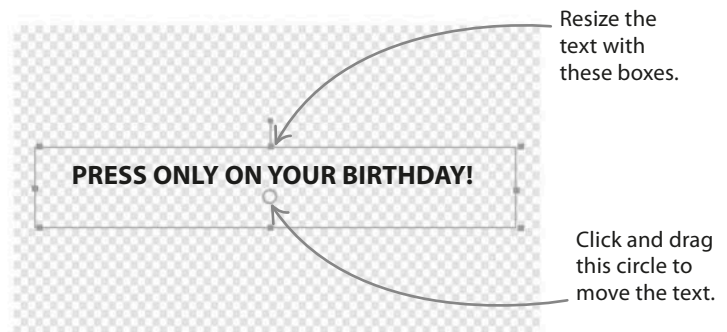 Resize the
text with
these boxes.
PRESS ONLY ON YOUR BIRTHDAY!
Click and drag
this circle to
move the text.